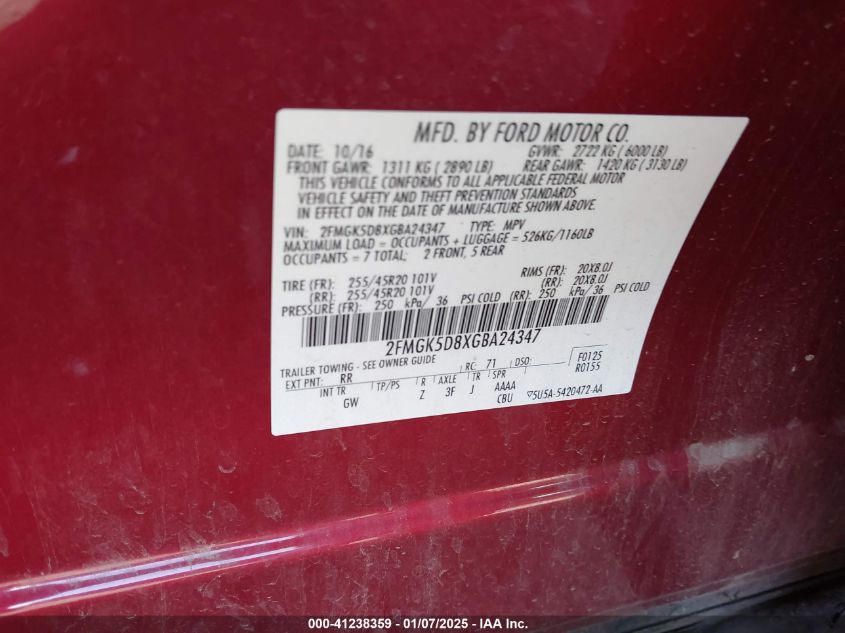 MFD. BY FORD MOTOR CO.
DATE: 10/16 GVWR: 2722 KG ( 6000 LB)
FRONT GAWR: 1311 KG ( 2890 LB) REAR GAWR: 1420 KG ( 3130 LB)
THIS VEHICLE CONFORMS TO ALL APPLICABLE FEDERAL MOTOR
VEHICLE SAFETY AND THEFT PREVENTION STANDARDS
IN EFFECT ON THE DATE OF MANUFACTURE SHOWN ABOVE.
VIN: 2FMGK5D8XGBA24347 TYPE: MPV
MAXIMUM LOAD = OCCUPANTS + LUGGAGE = 526KG/1160LB
OCCUPANTS = 7 TOTAL: 2 FRONT, 5 REAR
TIRE (FR): 255/45R20 101V RIMS (FR): 20X8.0J
(RR): 255/45R20 101V (RR): 20X8.0J
PRESSURE (FR): 250 kPa/ 36 PSI COLD (RR): 250 kPa/ 36 PSI COLD
2FMGK5D8XGBA24347
TRAILER TOWING - SEE OWNER GUIDE
EXT PNT: RR RC: 71 DSO: F0125
R0155
INT TR TP/PS R AXLE TR SPR
GW Z 3F J AAAA
CBU
▽5U5A-5420472-AA
000-41238359 - 01/07/2025 - IAA Inc.